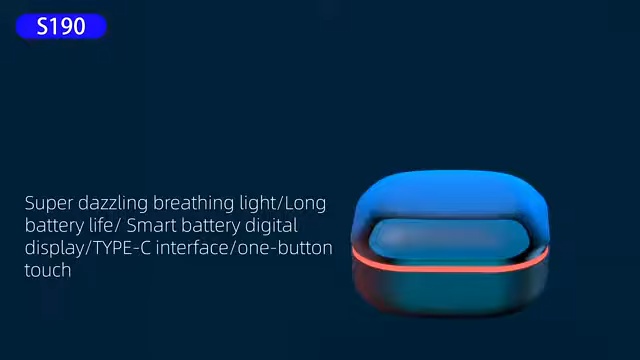 S190
Super dazzling breathing light/Long
battery life/ Smart battery digital
display/TYPE-C interface/one-button
touch